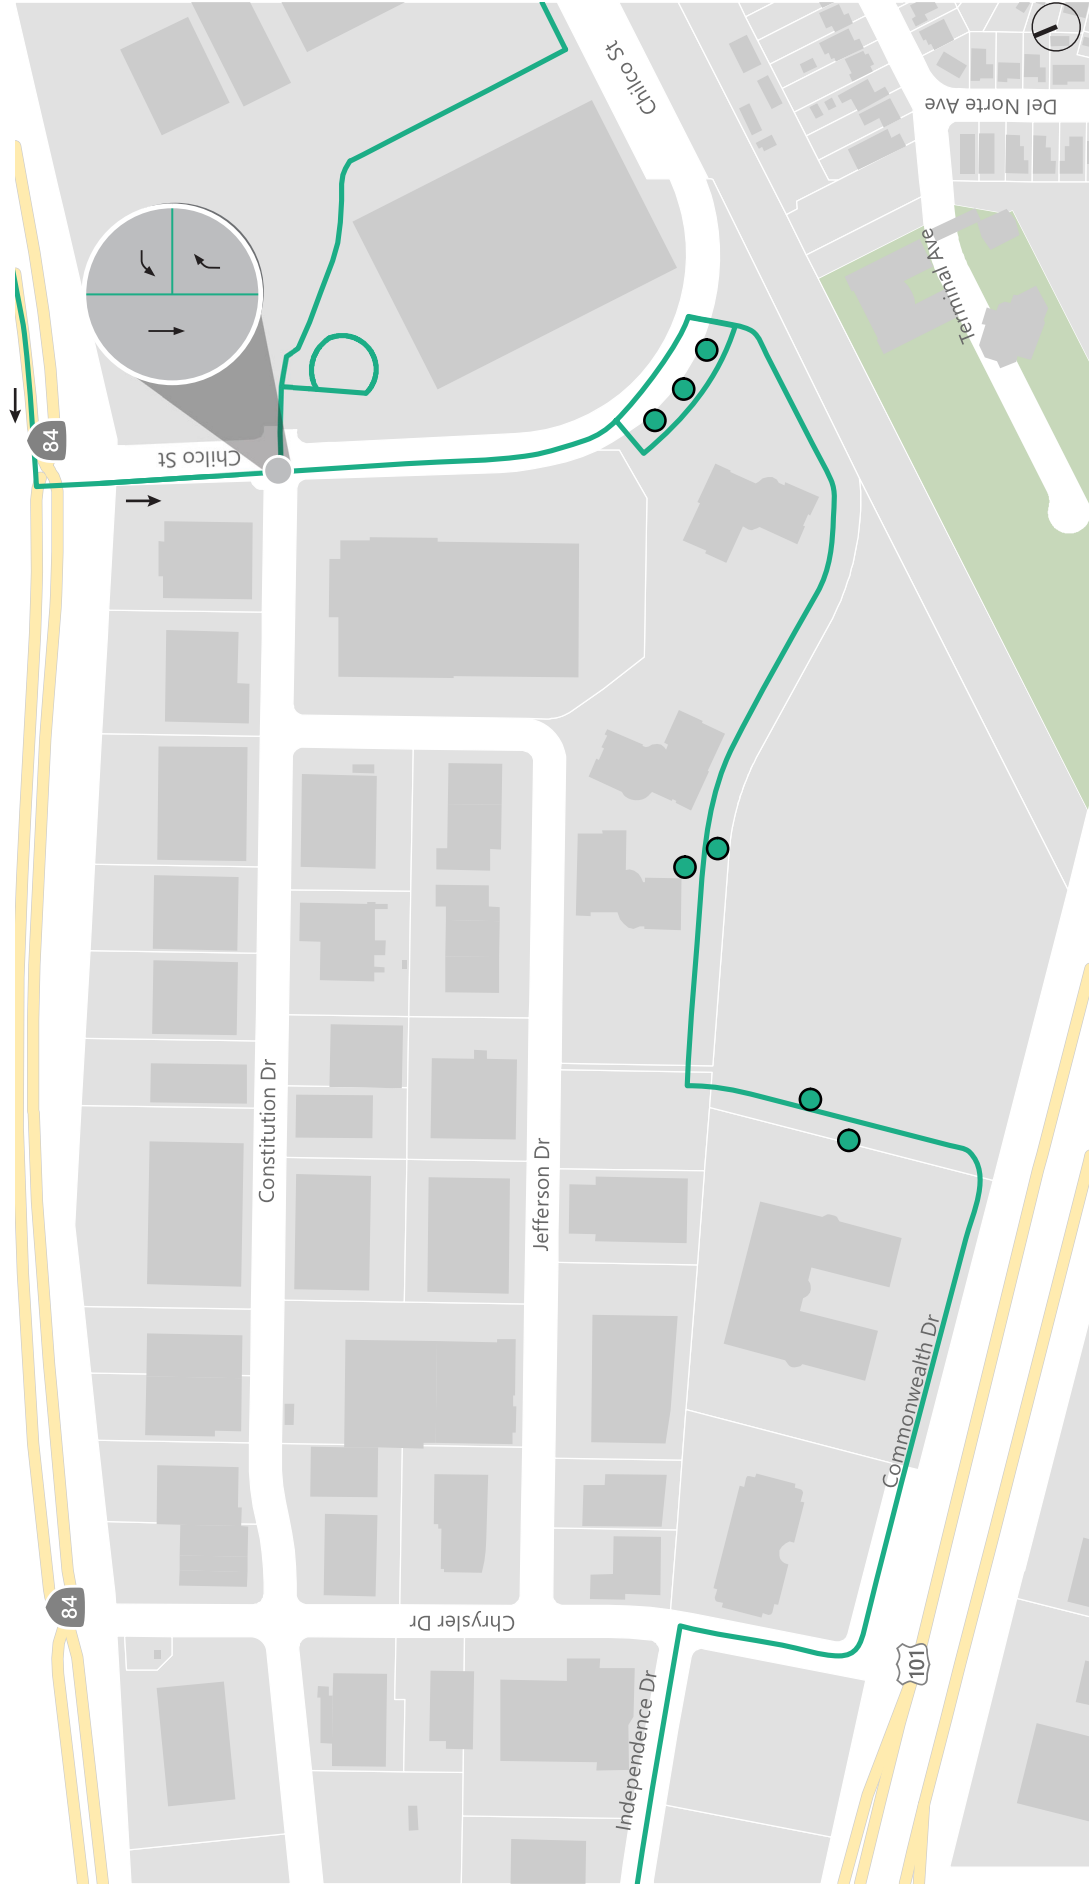 Chilco St
Del Norte Ave
Terminal Ave
84
Chilco St
Constitution Dr
Jefferson Dr
Commonwealth Dr
84
Chrysler Dr
101
Independence Dr